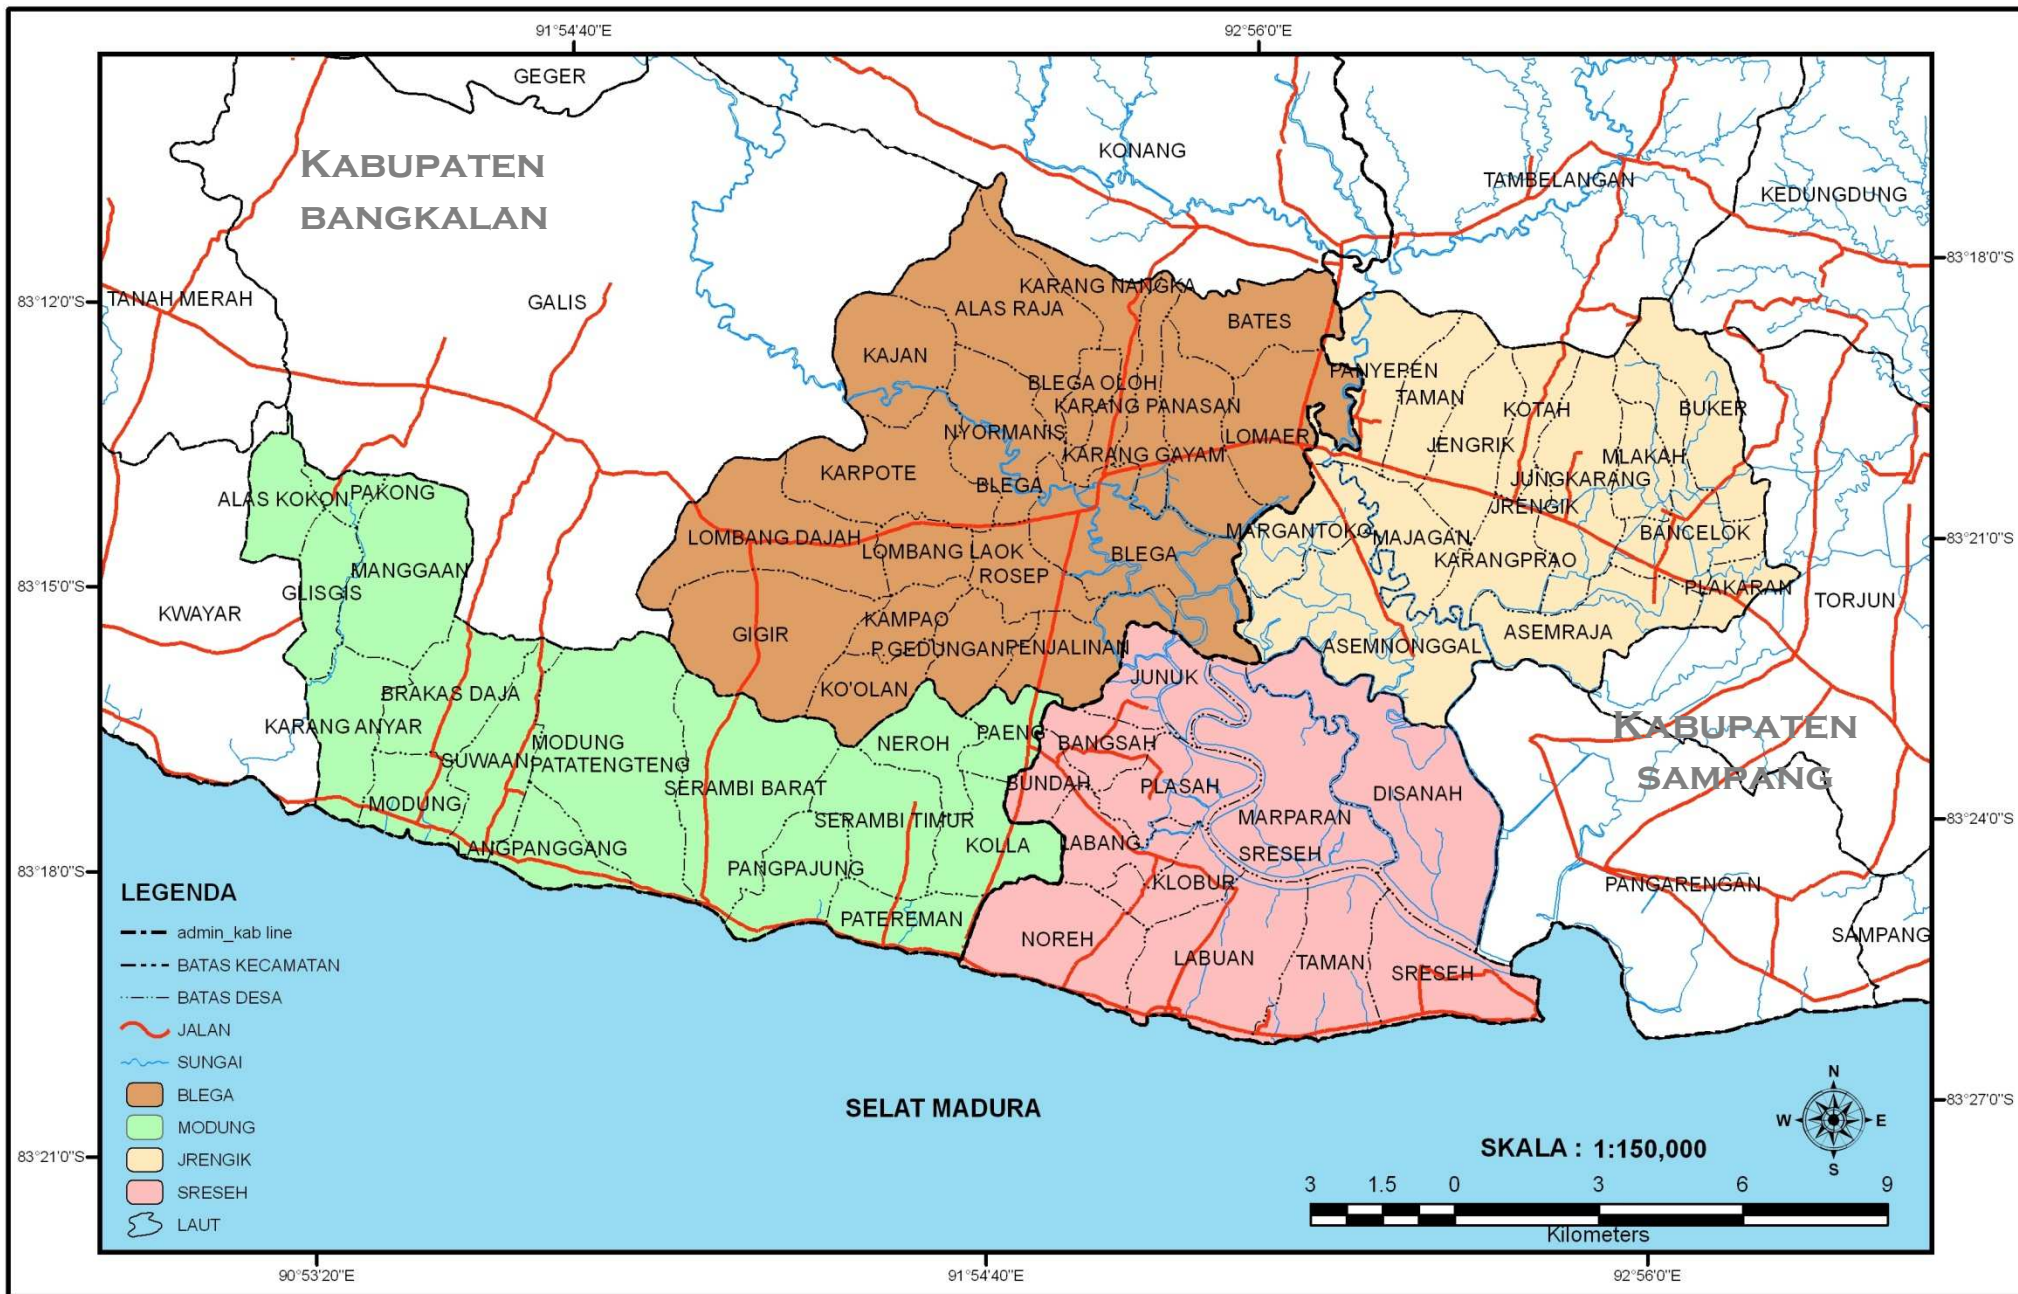 91°54'40"E
92°56'0"E
GEGER
KABUPATEN
BANGKALAN
KONANG
TAMBELANGAN
KEDUNGDUNG
83°18'0"S
83°12'0"S
TANAH MERAH
GALIS
KARANG NANGKA
ALAS RAJA
BATES
KAJAN
PANYEPEN
BLEGA OLOH
TAMAN
KARANG PANASAN
KOTAH
BUKER
NYORMANIS
LOMAER
JENGRIK
KARANG GAYAM
MLAKAH
KARPOTE
JUNGKARANG
BLEGA
ALAS KOKON
PAKONG
JRENGIK
MARGANTOKO
MAJAGAN
BANCELOK
LOMBANG DAJAH
LOMBANG LAOK
BLEGA
83°21'0"S
KARANGPRAO
MANGGAAN
ROSEP
83°15'0"S
GLISGIS
PLAKARAN
TORJUN
KWAYAR
KAMPAO
GIGIR
ASEMRAJA
P.GEDUNGAN
PENJALINAN
ASEMNONGGAL
JUNUK
KO'OLAN
BRAKAS DAJA
KARANG ANYAR
PAENG
KABUPATEN
SAMPANG
MODUNG
NEROH
BANGSAH
SUWAAN
PATATENGTENG
SERAMBI BARAT
BUNDAH
PLASAH
DISANAH
MODUNG
SERAMBI TIMUR
MARPARAN
83°24'0"S
LANGPANGGANG
KOLLA
LABANG
SRESEH
83°18'0"S
PANGPAJUNG
KLOBUR
PANGARENGAN
PATEREMAN
NOREH
SAMPANG
LABUAN
TAMAN
SRESEH
LEGENDA
admin_kab line
BATAS KECAMATAN
BATAS DESA
JALAN
SUNGAI
BLEGA
MODUNG
JRENGIK
SRESEH
LAUT
SELAT MADURA
83°27'0"S
83°21'0"S
N
W E
S
SKALA : 1:150,000
3 1.5 0 3 6 9
Kilometers
90°53'20"E
91°54'40"E
92°56'0"E